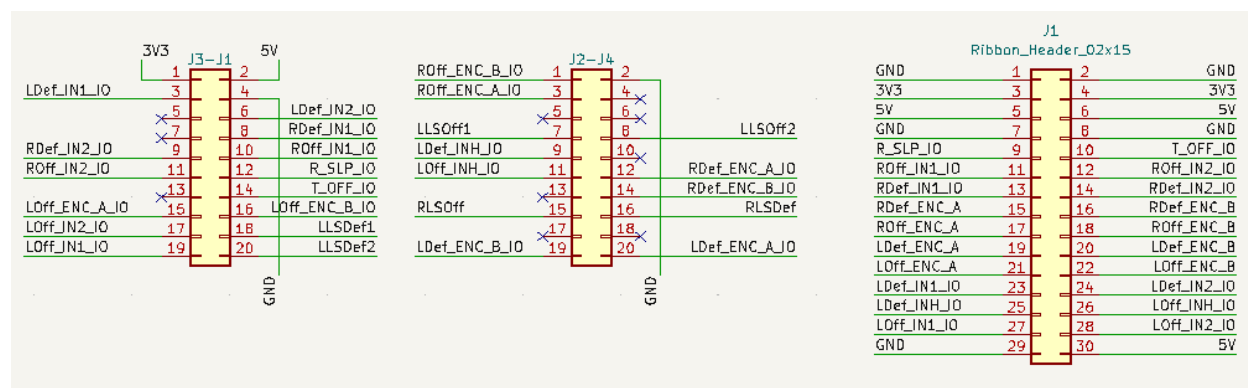 J1
Ribbon_Header_02x15
3V3 5V
J3-J1
J2-J4
1 2
LDef_IN1_IO 3 4
5 6 LDef_IN2_IO
7 8 RDef_IN1_IO
RDef_IN2_IO 9 10 ROff_IN1_IO
ROff_IN2_IO 11 12 R_SLP_IO
13 14 T_OFF_IO
LOff_ENC_A_IO 15 16 LOff_ENC_B_IO
LOff_IN2_IO 17 18 LLSDef1
LOff_IN1_IO 19 20 LLSDef2
GND
ROff_ENC_B_IO 1 2
ROff_ENC_A_IO 3 4
5 6
LLSOff1 7 8 LLSOff2
LDef_INH_IO 9 10
LOff_INH_IO 11 12 RDef_ENC_A_IO
13 14 RDef_ENC_B_IO
RLSOff 15 16 RLSDef
17 18
LDef_ENC_B_IO 19 20 LDef_ENC_A_IO
GND
GND 1 2 GND
3V3 3 4 3V3
5V 5 6 5V
GND 7 8 GND
R_SLP_IO 9 10 T_OFF_IO
ROff_IN1_IO 11 12 ROff_IN2_IO
RDef_IN1_IO 13 14 RDef_IN2_IO
RDef_ENC_A 15 16 RDef_ENC_B
ROff_ENC_A 17 18 ROff_ENC_B
LDef_ENC_A 19 20 LDef_ENC_B
LOff_ENC_A 21 22 LOff_ENC_B
LDef_IN1_IO 23 24 LDef_IN2_IO
LDef_INH_IO 25 26 LOff_INH_IO
LOff_IN1_IO 27 28 LOff_IN2_IO
GND 29 30 5V